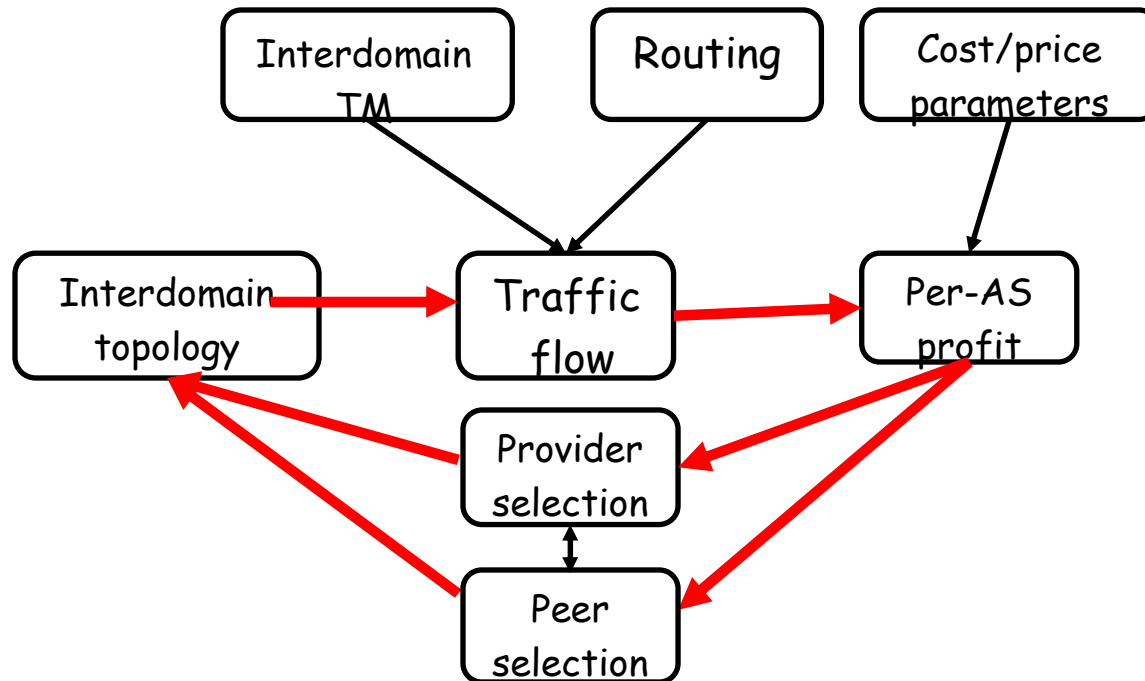 Interdomain
TM
Routing
Cost/price
parameters
Interdomain
topology
Traffic
flow
Per-AS
profit
Provider
selection
Peer
selection